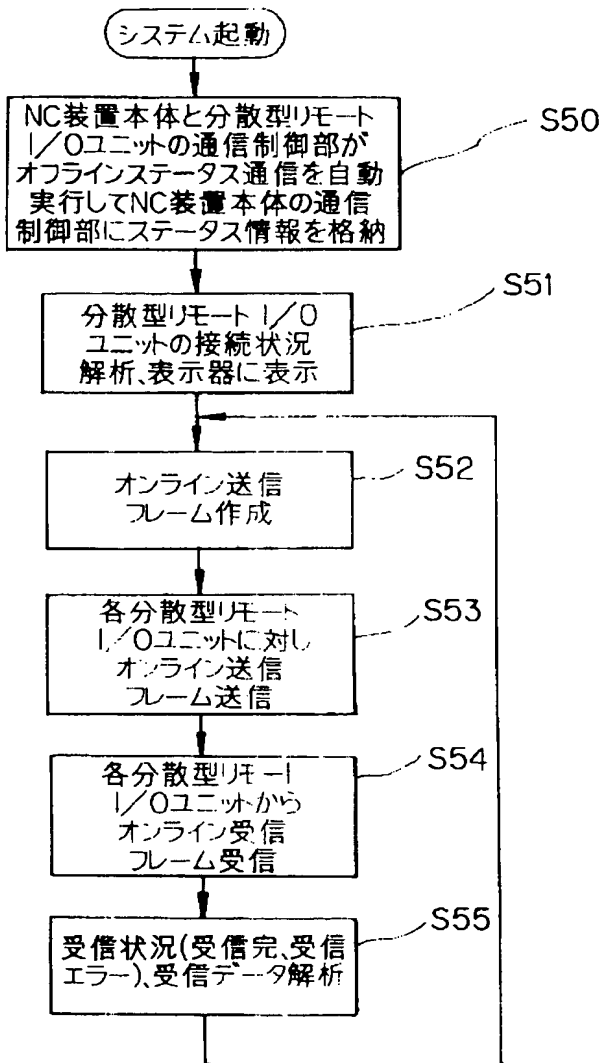 システム起動
NC装置本体と分散型リモート
I/Oユニットの通信制御部が
オフラインステータス通信を自動
実行してNC装置本体の通信
制御部にステータス情報を格納
S50
分散型リモート I/O
ユニットの接続状況
解析、表示器に表示
S51
オンライン送信
フレーム作成
S52
各分散型リモート
I/Oユニットに対し
オンライン送信
フレーム送信
S53
各分散型リモート
I/Oユニットから
オンライン受信
フレーム受信
S54
受信状況(受信完、受信
エラー)、受信データ解析
S55